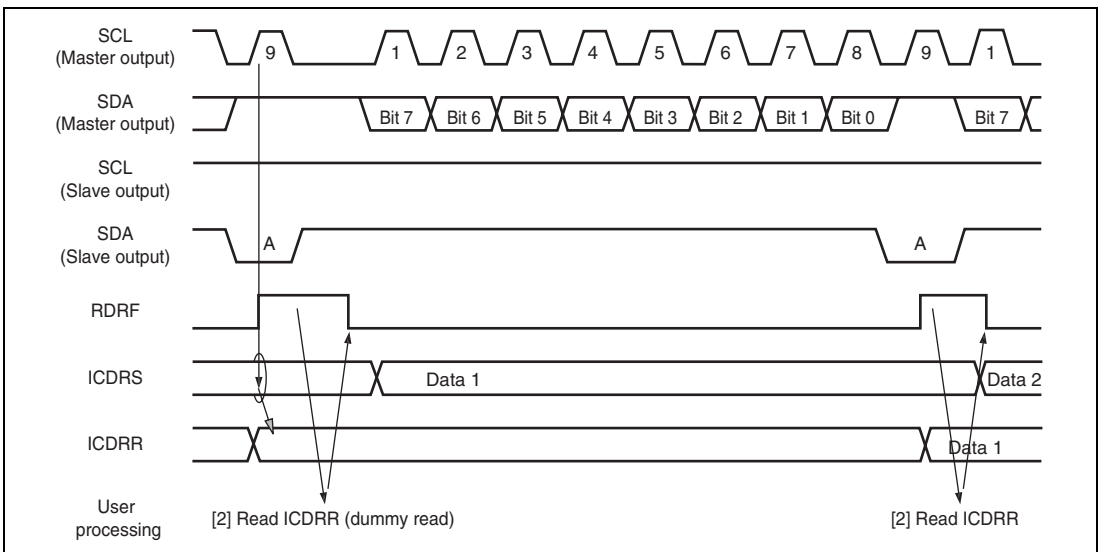 SCL
(Master output)
9
1
2
3
4
5
6
7
8
9
1
SDA
(Master output)
Bit 7
Bit 6
Bit 5
Bit 4
Bit 3
Bit 2
Bit 1
Bit 0
Bit 7
SCL
(Slave output)
SDA
(Slave output)
A
A
RDRF
ICDRS
Data 1
Data 2
ICDRR
Data 1
User
processing
[2] Read ICDRR (dummy read)
[2] Read ICDRR